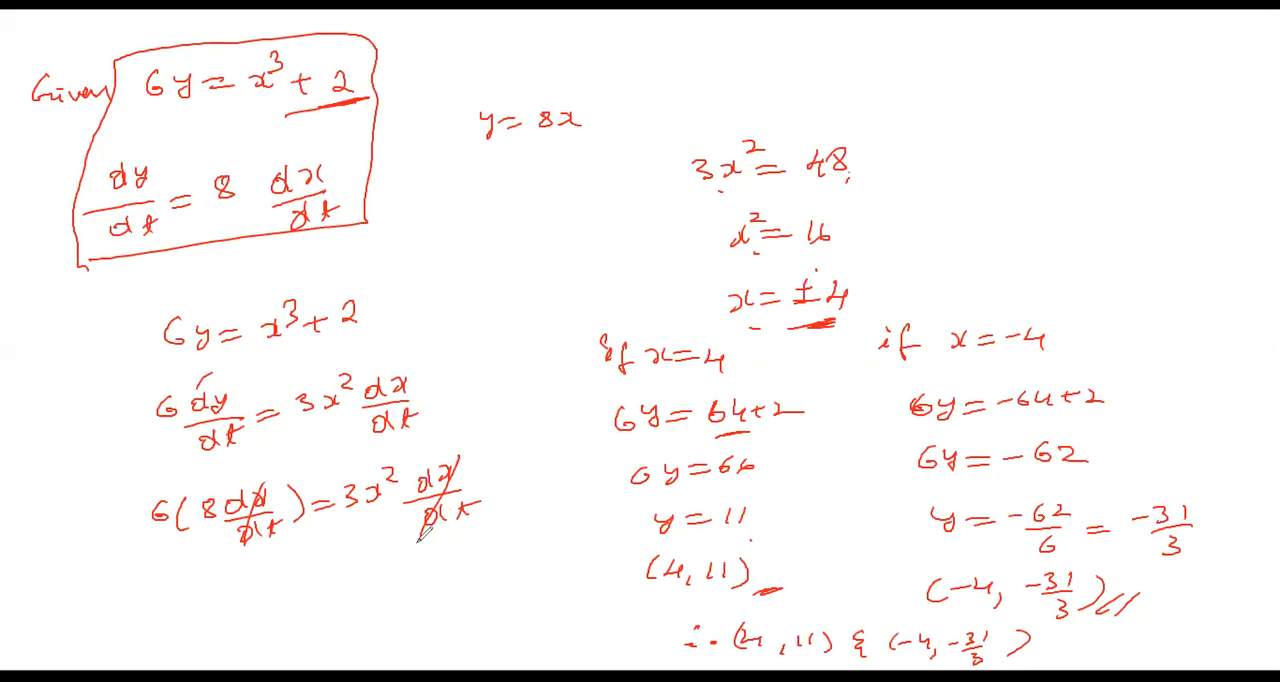 Given 6y = x³ + 2
y = 8x
dy/dt = 8 dx/dt
6y = x³ + 2
6 dy/dt = 3x² dx/dt
6(8 dx/dt) = 3x² dx/dt
3x² = 48
x² = 16
x = ±4
if x = 4
6y = 64+2
6y = 66
y = 11
(4, 11)
if x = -4
6y = -64+2
6y = -62
y = -62/6 = -31/3
(-4, -31/3)
∴ (4, 11) & (-4, -31/3)